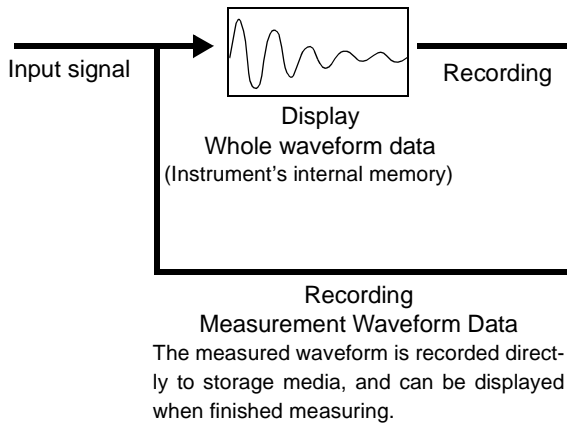 Input signal
Recording
Display
Whole waveform data
(Instrument's internal memory)
Recording
Measurement Waveform Data
The measured waveform is recorded direct-
ly to storage media, and can be displayed
when finished measuring.